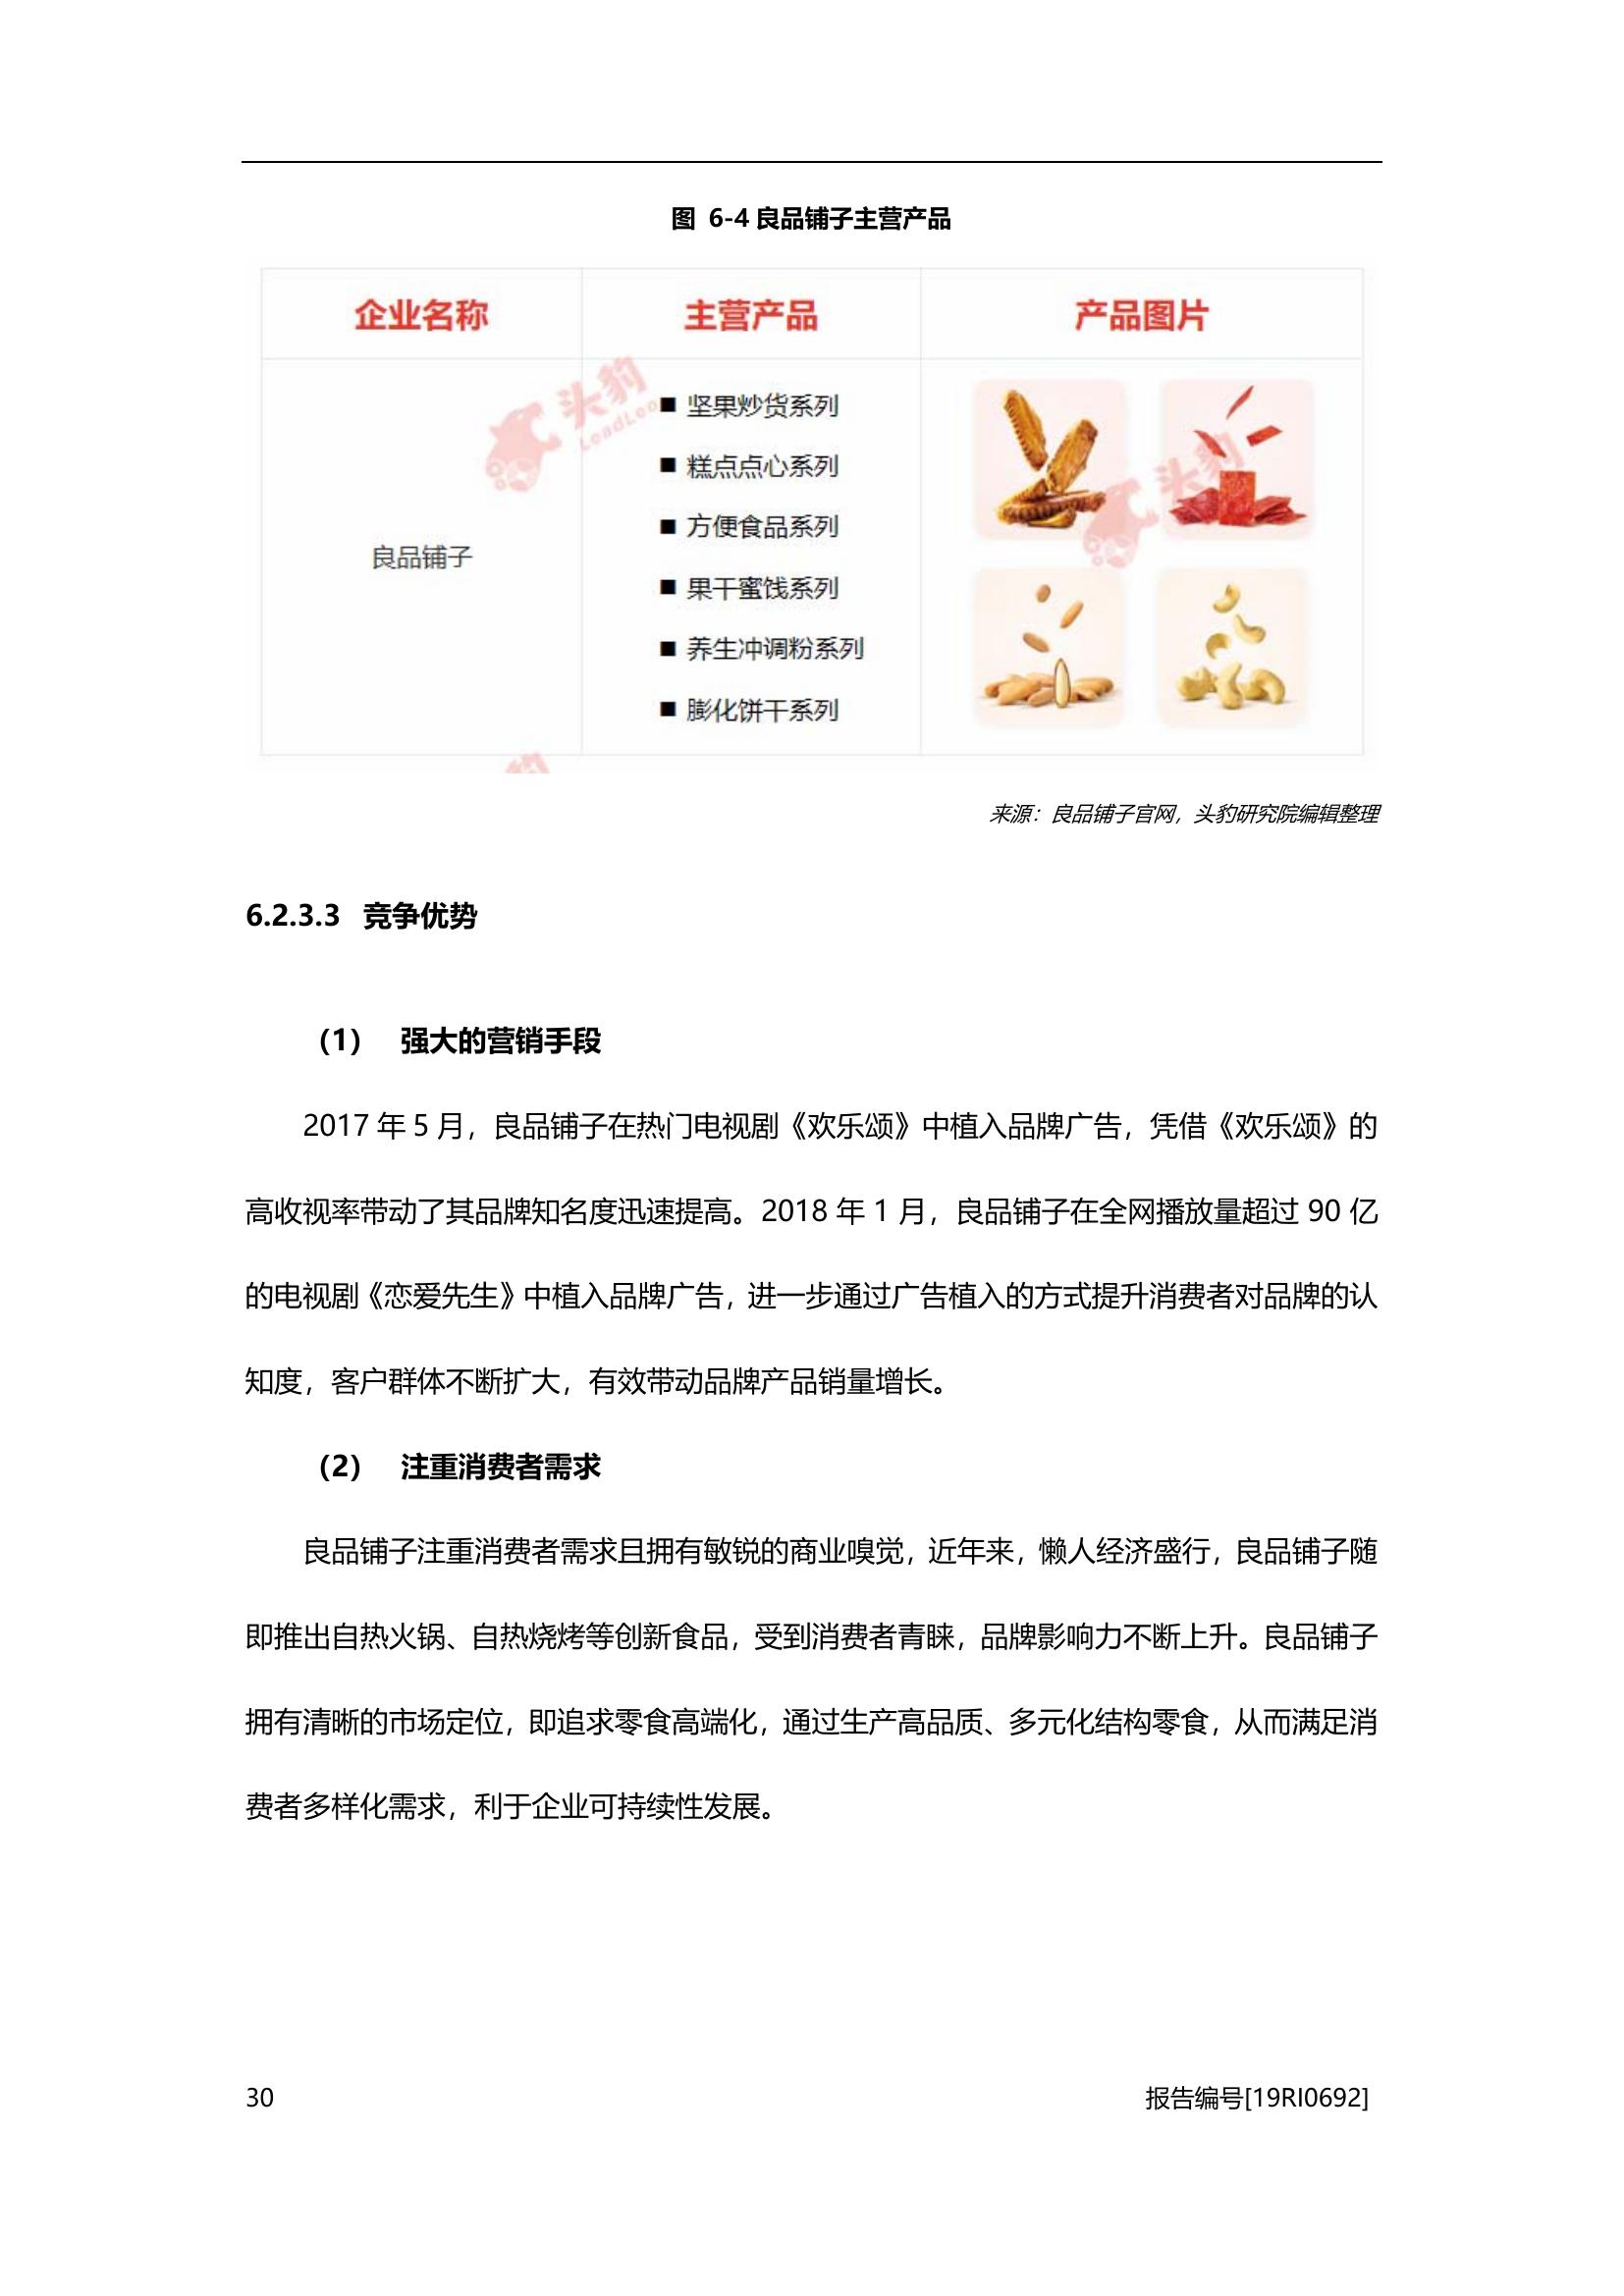 图 6-4 良品铺子主营产品
企业名称 主营产品 产品图片
头豹
LeadLeo
■ 坚果炒货系列
■ 糕点点心系列
头豹
■ 方便食品系列
良品铺子
■ 果干蜜饯系列
■ 养生冲调粉系列
■ 膨化饼干系列
来源：良品铺子官网，头豹研究院编辑整理
6.2.3.3 竞争优势
（1） 强大的营销手段
2017 年 5 月，良品铺子在热门电视剧《欢乐颂》中植入品牌广告，凭借《欢乐颂》的
高收视率带动了其品牌知名度迅速提高。2018 年 1 月，良品铺子在全网播放量超过 90 亿
的电视剧《恋爱先生》中植入品牌广告，进一步通过广告植入的方式提升消费者对品牌的认
知度，客户群体不断扩大，有效带动品牌产品销量增长。
（2） 注重消费者需求
良品铺子注重消费者需求且拥有敏锐的商业嗅觉，近年来，懒人经济盛行，良品铺子随
即推出自热火锅、自热烧烤等创新食品，受到消费者青睐，品牌影响力不断上升。良品铺子
拥有清晰的市场定位，即追求零食高端化，通过生产高品质、多元化结构零食，从而满足消
费者多样化需求，利于企业可持续性发展。
30 报告编号[19RI0692]